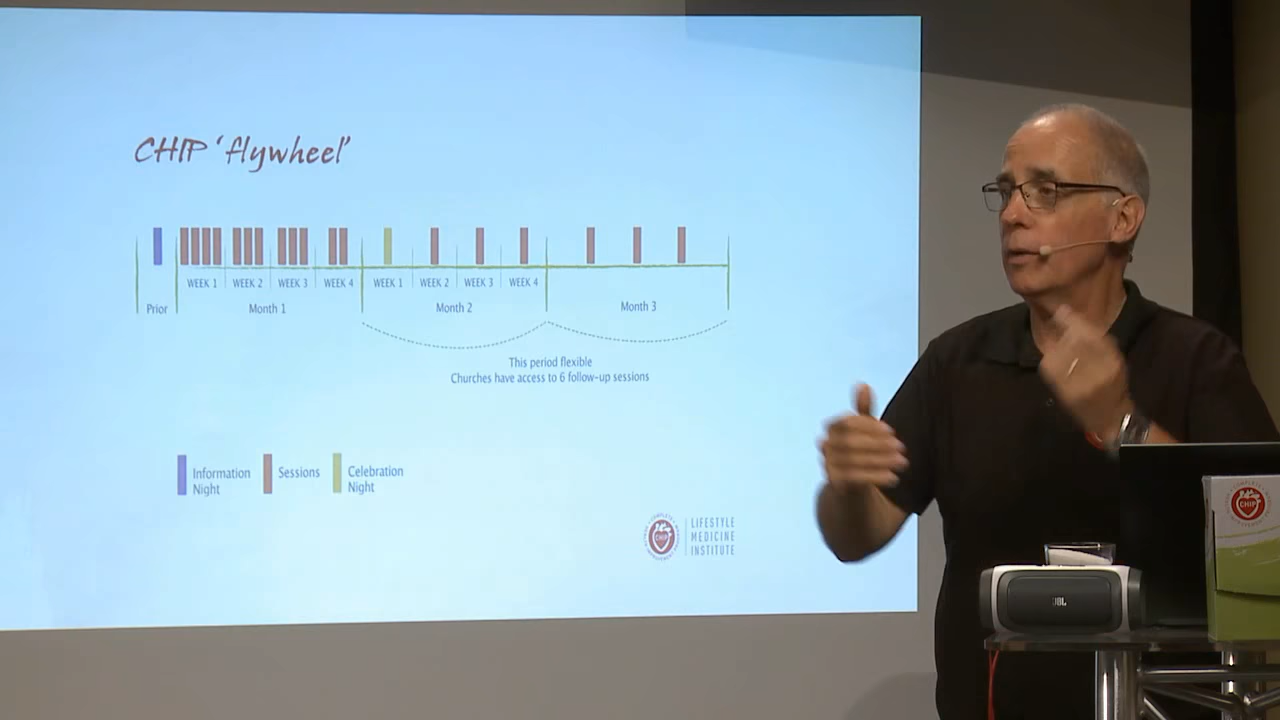 CHIP 'flywheel'
WEEK 1 WEEK 2 WEEK 3 WEEK 4 WEEK 1 WEEK 2 WEEK 3 WEEK 4
Prior Month 1 Month 2 Month 3
This period flexible
Churches have access to 6 follow-up sessions
Information Night
Sessions
Celebration Night
CHIP
LIFESTYLE
MEDICINE
INSTITUTE
CHIP
JBL